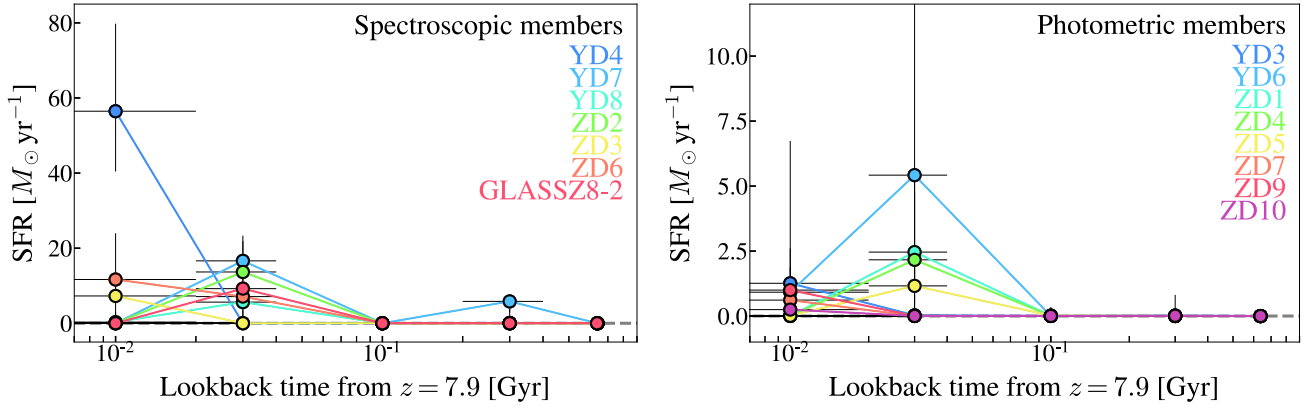 Spectroscopic members
YD4
YD7
YD8
ZD2
ZD3
ZD6
GLASSZ8-2
80
60
40
20
0
SFR [M⊙ yr⁻¹]
10⁻²
10⁻¹
Lookback time from z = 7.9 [Gyr]
Photometric members
YD3
YD6
ZD1
ZD4
ZD5
ZD7
ZD9
ZD10
10.0
7.5
5.0
2.5
0.0
SFR [M⊙ yr⁻¹]
10⁻²
10⁻¹
Lookback time from z = 7.9 [Gyr]